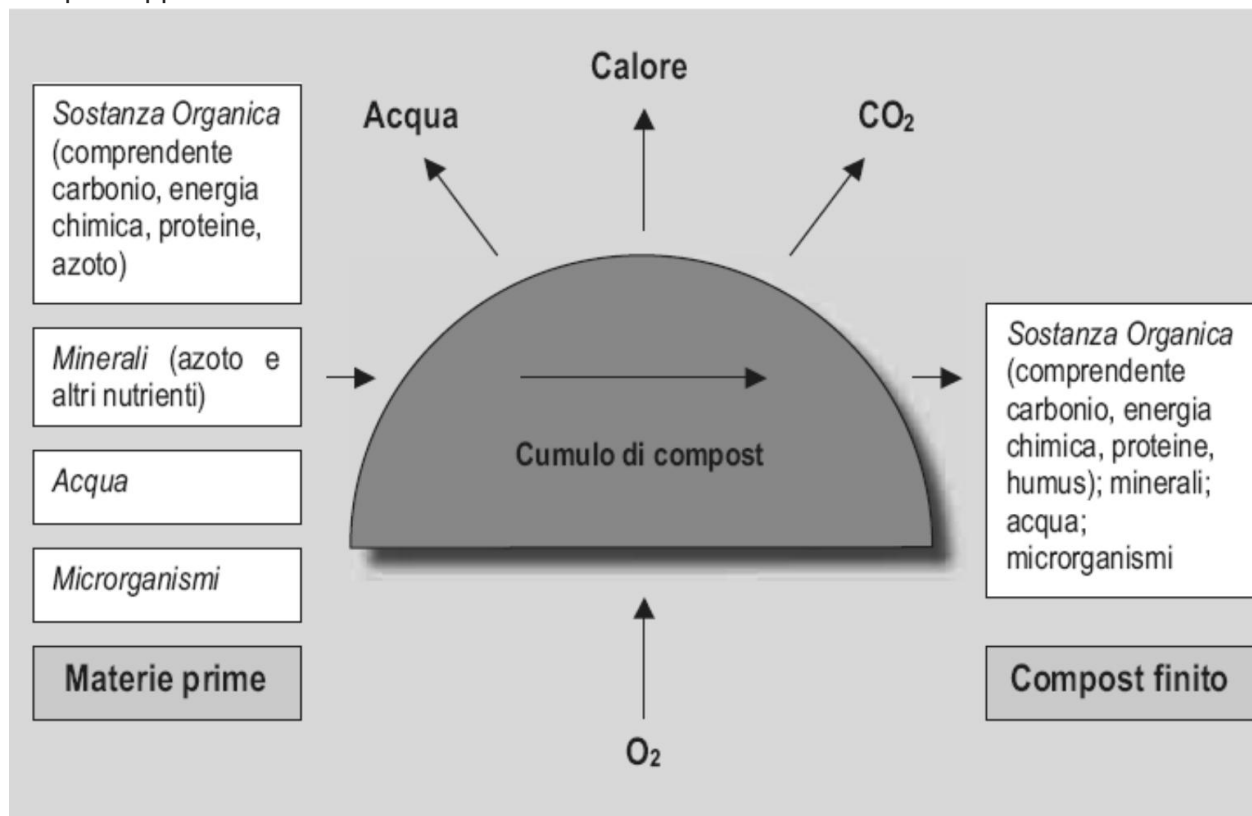 Calore
Acqua
CO₂
Sostanza Organica
(comprendente
carbonio, energia
chimica, proteine,
azoto)
Minerali (azoto e
altri nutrienti)
Acqua
Microrganismi
Materie prime
Cumulo di compost
O₂
Sostanza Organica
(comprendente
carbonio, energia
chimica, proteine,
humus); minerali;
acqua;
microrganismi
Compost finito